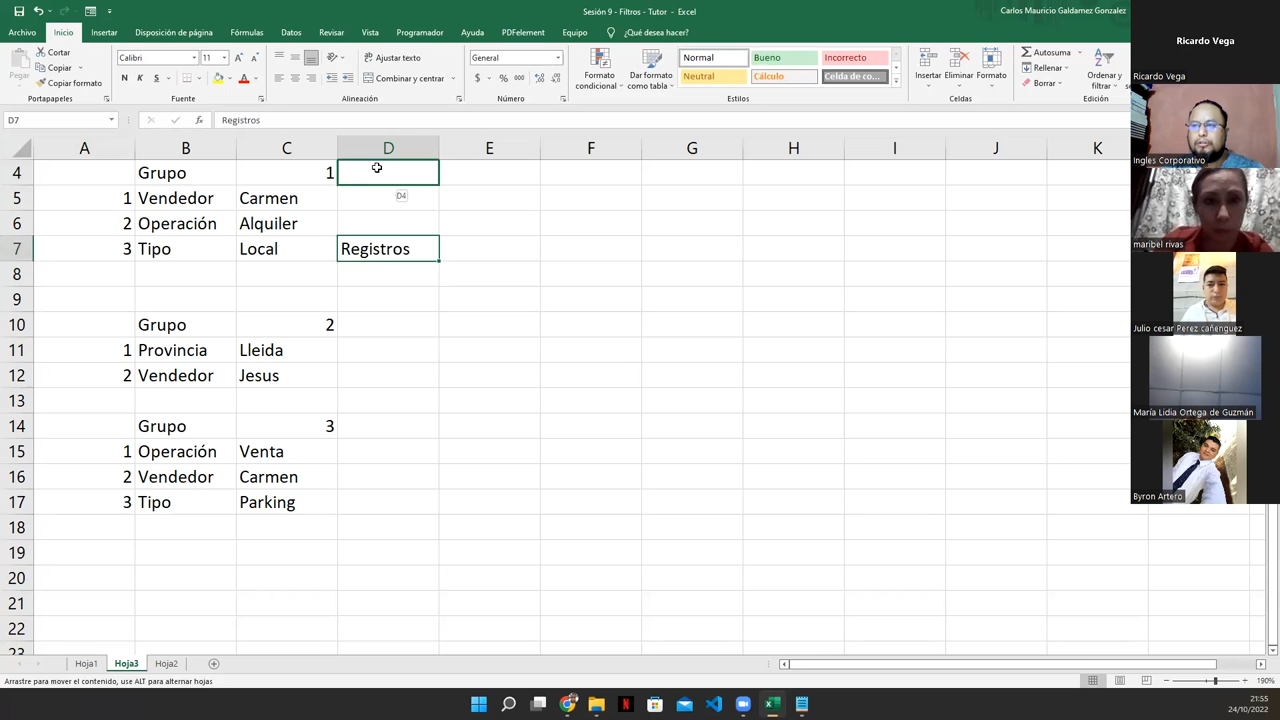 Sesión 9 - Filtros - Tutor - Excel
Carlos Mauricio Galdamez Gonzalez
Archivo Inicio Insertar Disposición de página Fórmulas Datos Revisar Vista Programador Ayuda PDFelement Equipo ¿Qué desea hacer?
Pegar
Cortar
Copiar
Copiar formato
Portapapeles
Calibri 11
N K S
Fuente
Ajustar texto
Combinar y centrar
Alineación
General
$ % 000
Número
Formato condicional
Dar formato como tabla
Normal Bueno Incorrecto
Neutral Cálculo Celda de co...
Estilos
Insertar Eliminar Formato
Celdas
Autosuma
Rellenar
Borrar
Ordenar y filtrar
Edición
D7 fx Registros
A B C D E F G H I J K
4 Grupo 1
5 1 Vendedor Carmen D4
6 2 Operación Alquiler
7 3 Tipo Local Registros
8
9
10 Grupo 2
11 1 Provincia Lleida
12 2 Vendedor Jesus
13
14 Grupo 3
15 1 Operación Venta
16 2 Vendedor Carmen
17 3 Tipo Parking
18
19
20
21
22
23
Ricardo Vega
Ricardo Vega
Ingles Corporativo
maribel rivas
Julio cesar Perez cañenguez
María Lidia Ortega de Guzmán
Byron Artero
Hoja1 Hoja3 Hoja2
Arrastre para mover el contenido, use ALT para alternar hojas
190%
21:55
24/10/2022